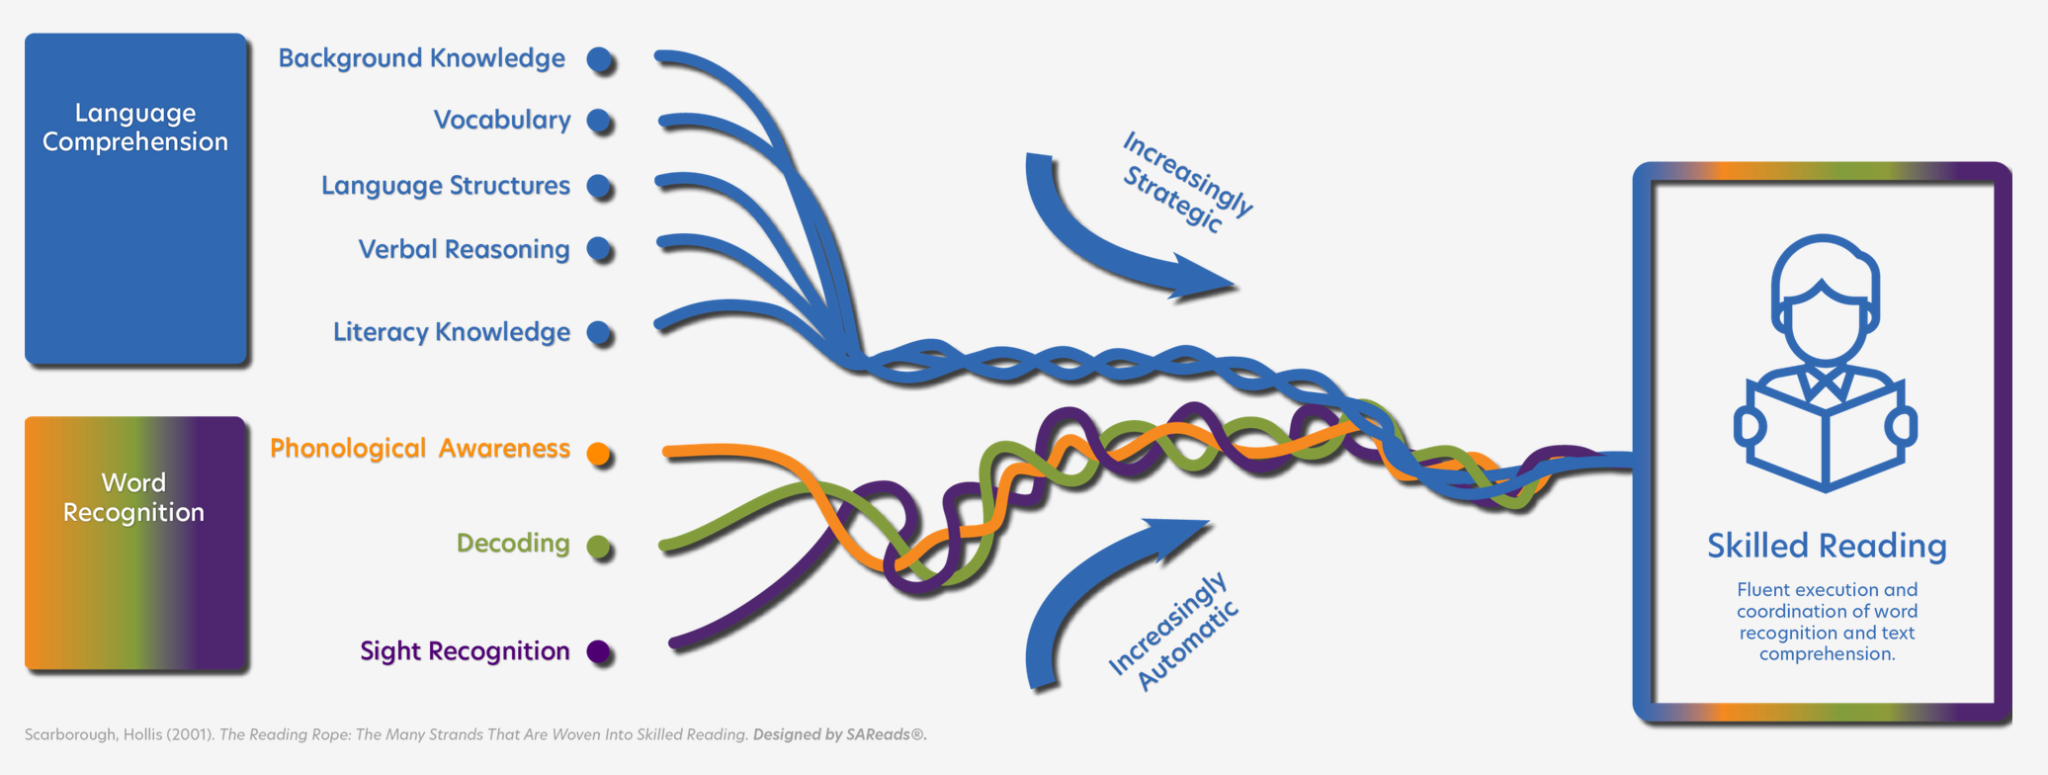 Language
Comprehension
Background Knowledge
Vocabulary
Language Structures
Verbal Reasoning
Literacy Knowledge
Word
Recognition
Phonological Awareness
Decoding
Sight Recognition
Increasingly
Strategic
Increasingly
Automatic
Skilled Reading
Fluent execution and
coordination of word
recognition and text
comprehension.
Scarborough, Hollis (2001). The Reading Rope: The Many Strands That Are Woven Into Skilled Reading. Designed by SAReads®.